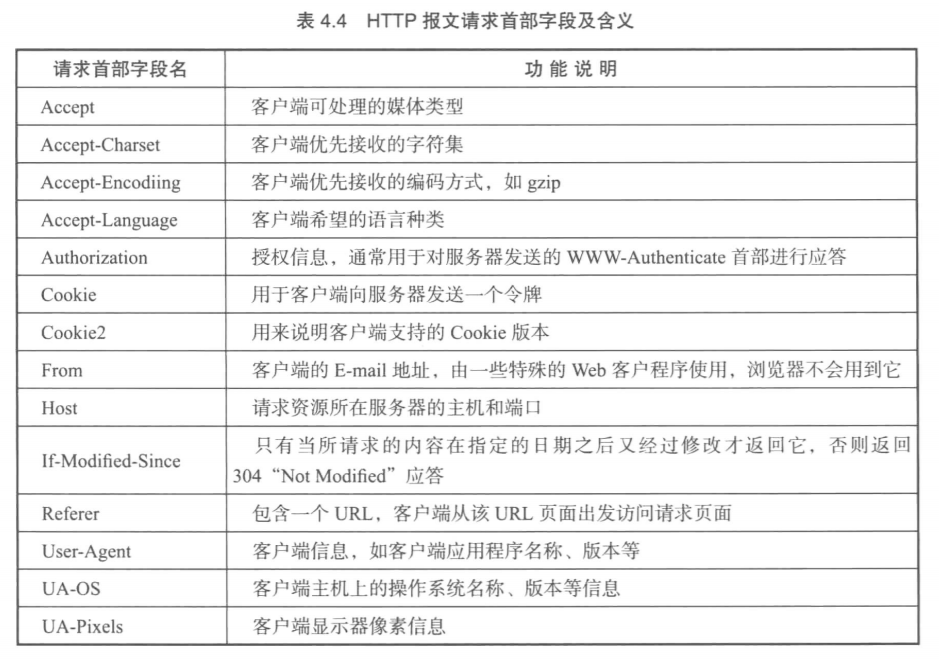 表 4.4 HTTP 报文请求首部字段及含义
请求首部字段名 功 能 说 明
Accept 客户端可处理的媒体类型
Accept-Charset 客户端优先接收的字符集
Accept-Encodiing 客户端优先接收的编码方式，如 gzip
Accept-Language 客户端希望的语言种类
Authorization 授权信息，通常用于对服务器发送的 WWW-Authenticate 首部进行应答
Cookie 用于客户端向服务器发送一个令牌
Cookie2 用来说明客户端支持的 Cookie 版本
From 客户端的 E-mail 地址，由一些特殊的 Web 客户程序使用，浏览器不会用到它
Host 请求资源所在服务器的主机和端口
If-Modified-Since 只有当所请求的内容在指定的日期之后又经过修改才返回它，否则返回
304“Not Modified”应答
Referer 包含一个 URL，客户端从该 URL 页面出发访问请求页面
User-Agent 客户端信息，如客户端应用程序名称、版本等
UA-OS 客户端主机上的操作系统名称、版本等信息
UA-Pixels 客户端显示器像素信息